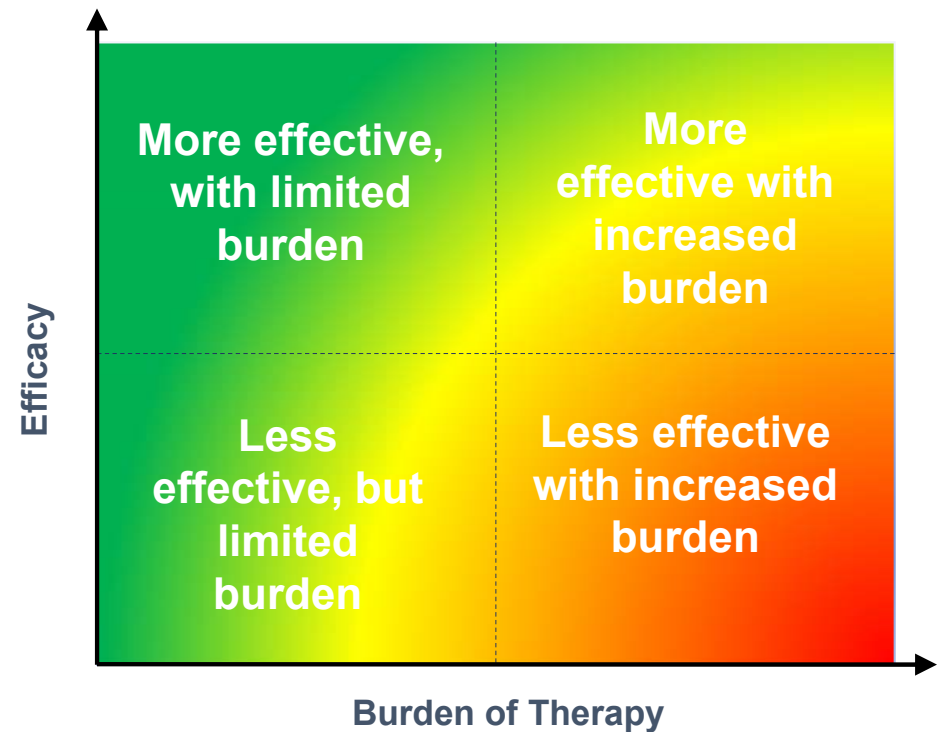 More effective,
with limited
burden
More
effective with
increased
burden
Efficacy
Less
effective, but
limited
burden
Less effective
with increased
burden
Burden of Therapy